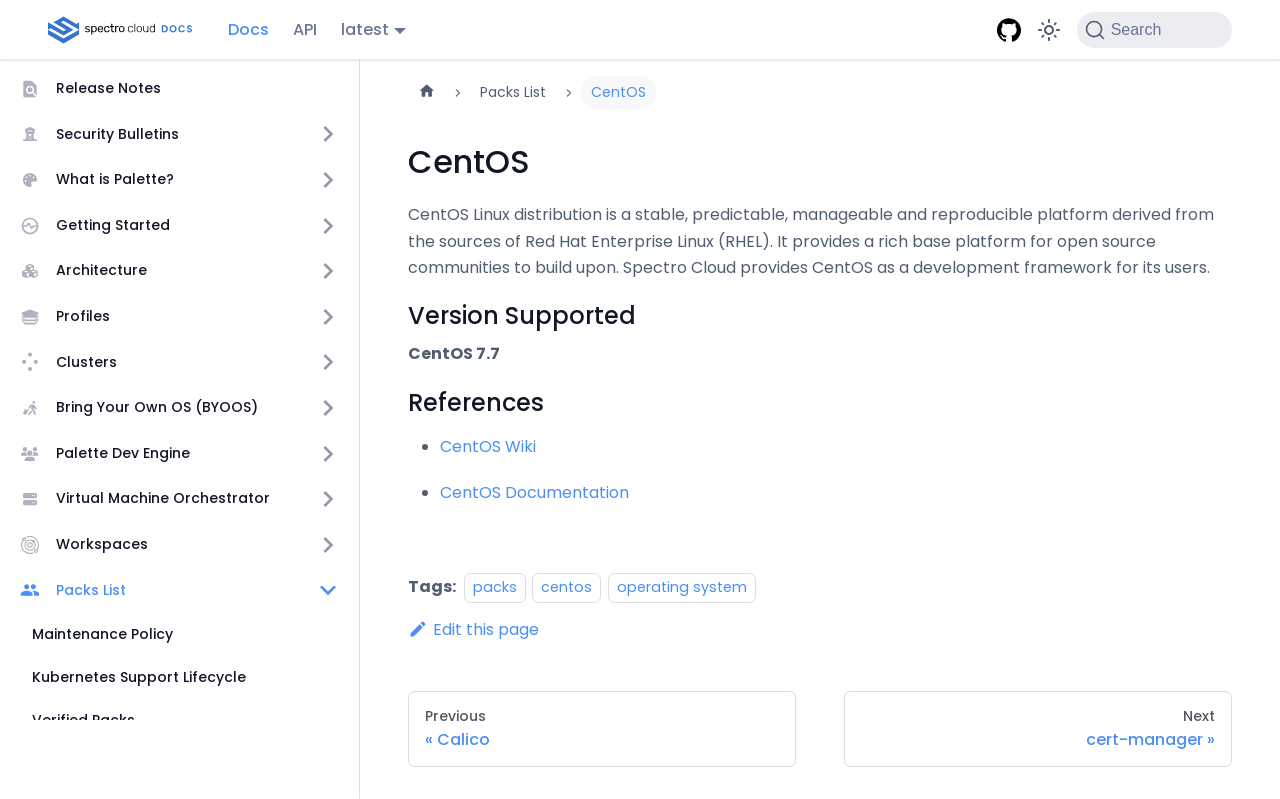 spectro cloud DOCS
Docs
API
latest
Search
Release Notes
Security Bulletins
What is Palette?
Getting Started
Architecture
Profiles
Clusters
Bring Your Own OS (BYOOS)
Palette Dev Engine
Virtual Machine Orchestrator
Workspaces
Packs List
Maintenance Policy
Kubernetes Support Lifecycle
Verified Packs
Packs List
CentOS
CentOS
CentOS Linux distribution is a stable, predictable, manageable and reproducible platform derived from
the sources of Red Hat Enterprise Linux (RHEL). It provides a rich base platform for open source
communities to build upon. Spectro Cloud provides CentOS as a development framework for its users.
Version Supported
CentOS 7.7
References
CentOS Wiki
CentOS Documentation
Tags: packs centos operating system
Edit this page
Previous
« Calico
Next
cert-manager »